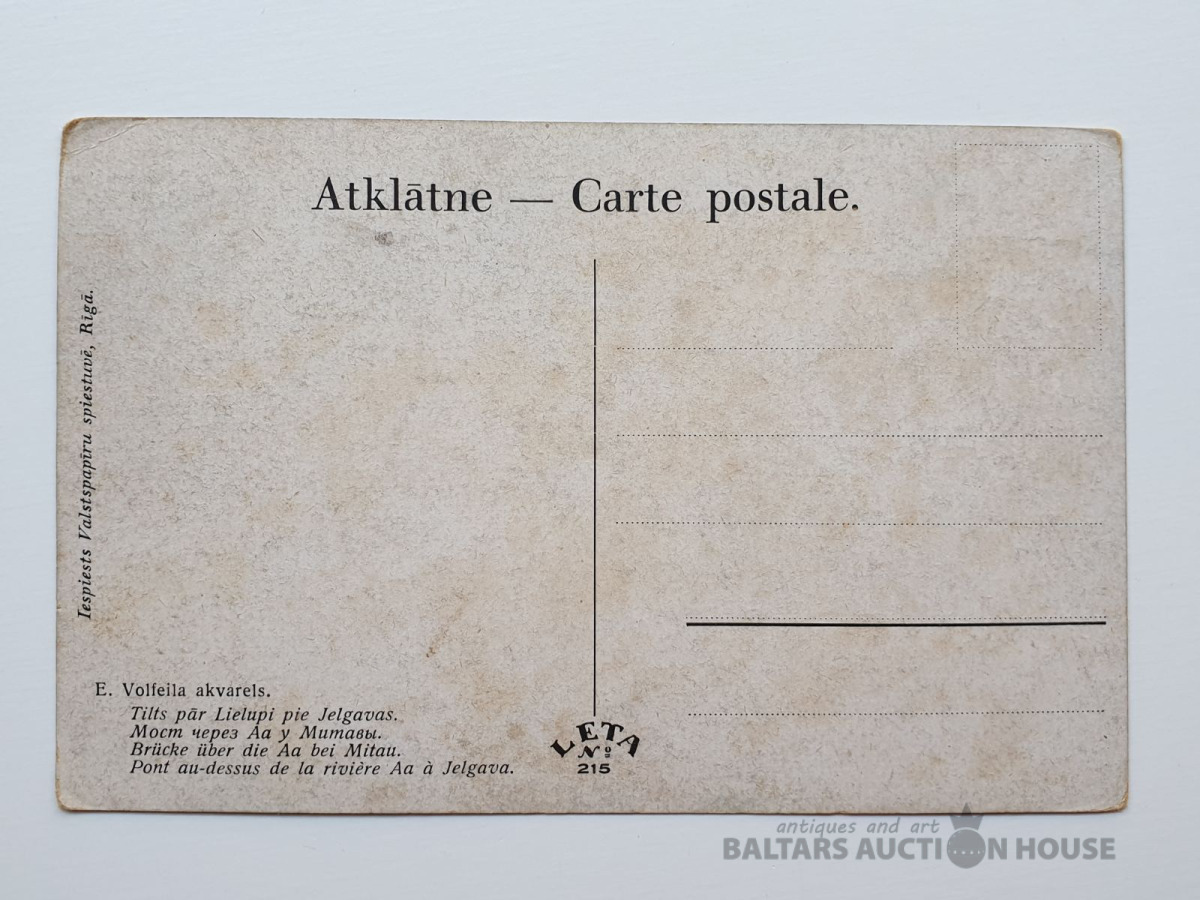 Atklātne — Carte postale.
Iespiests Valstspapīru spiestuvē, Rīgā.
E. Volfeila akvarels.
Tilts pār Lielupi pie Jelgavas.
Мост через Аа у Митавы.
Brücke über die Aa bei Mitau.
Pont au-dessus de la rivière Aa à Jelgava.
LETA
№
215
antiques and art
BALTARS AUCTION HOUSE